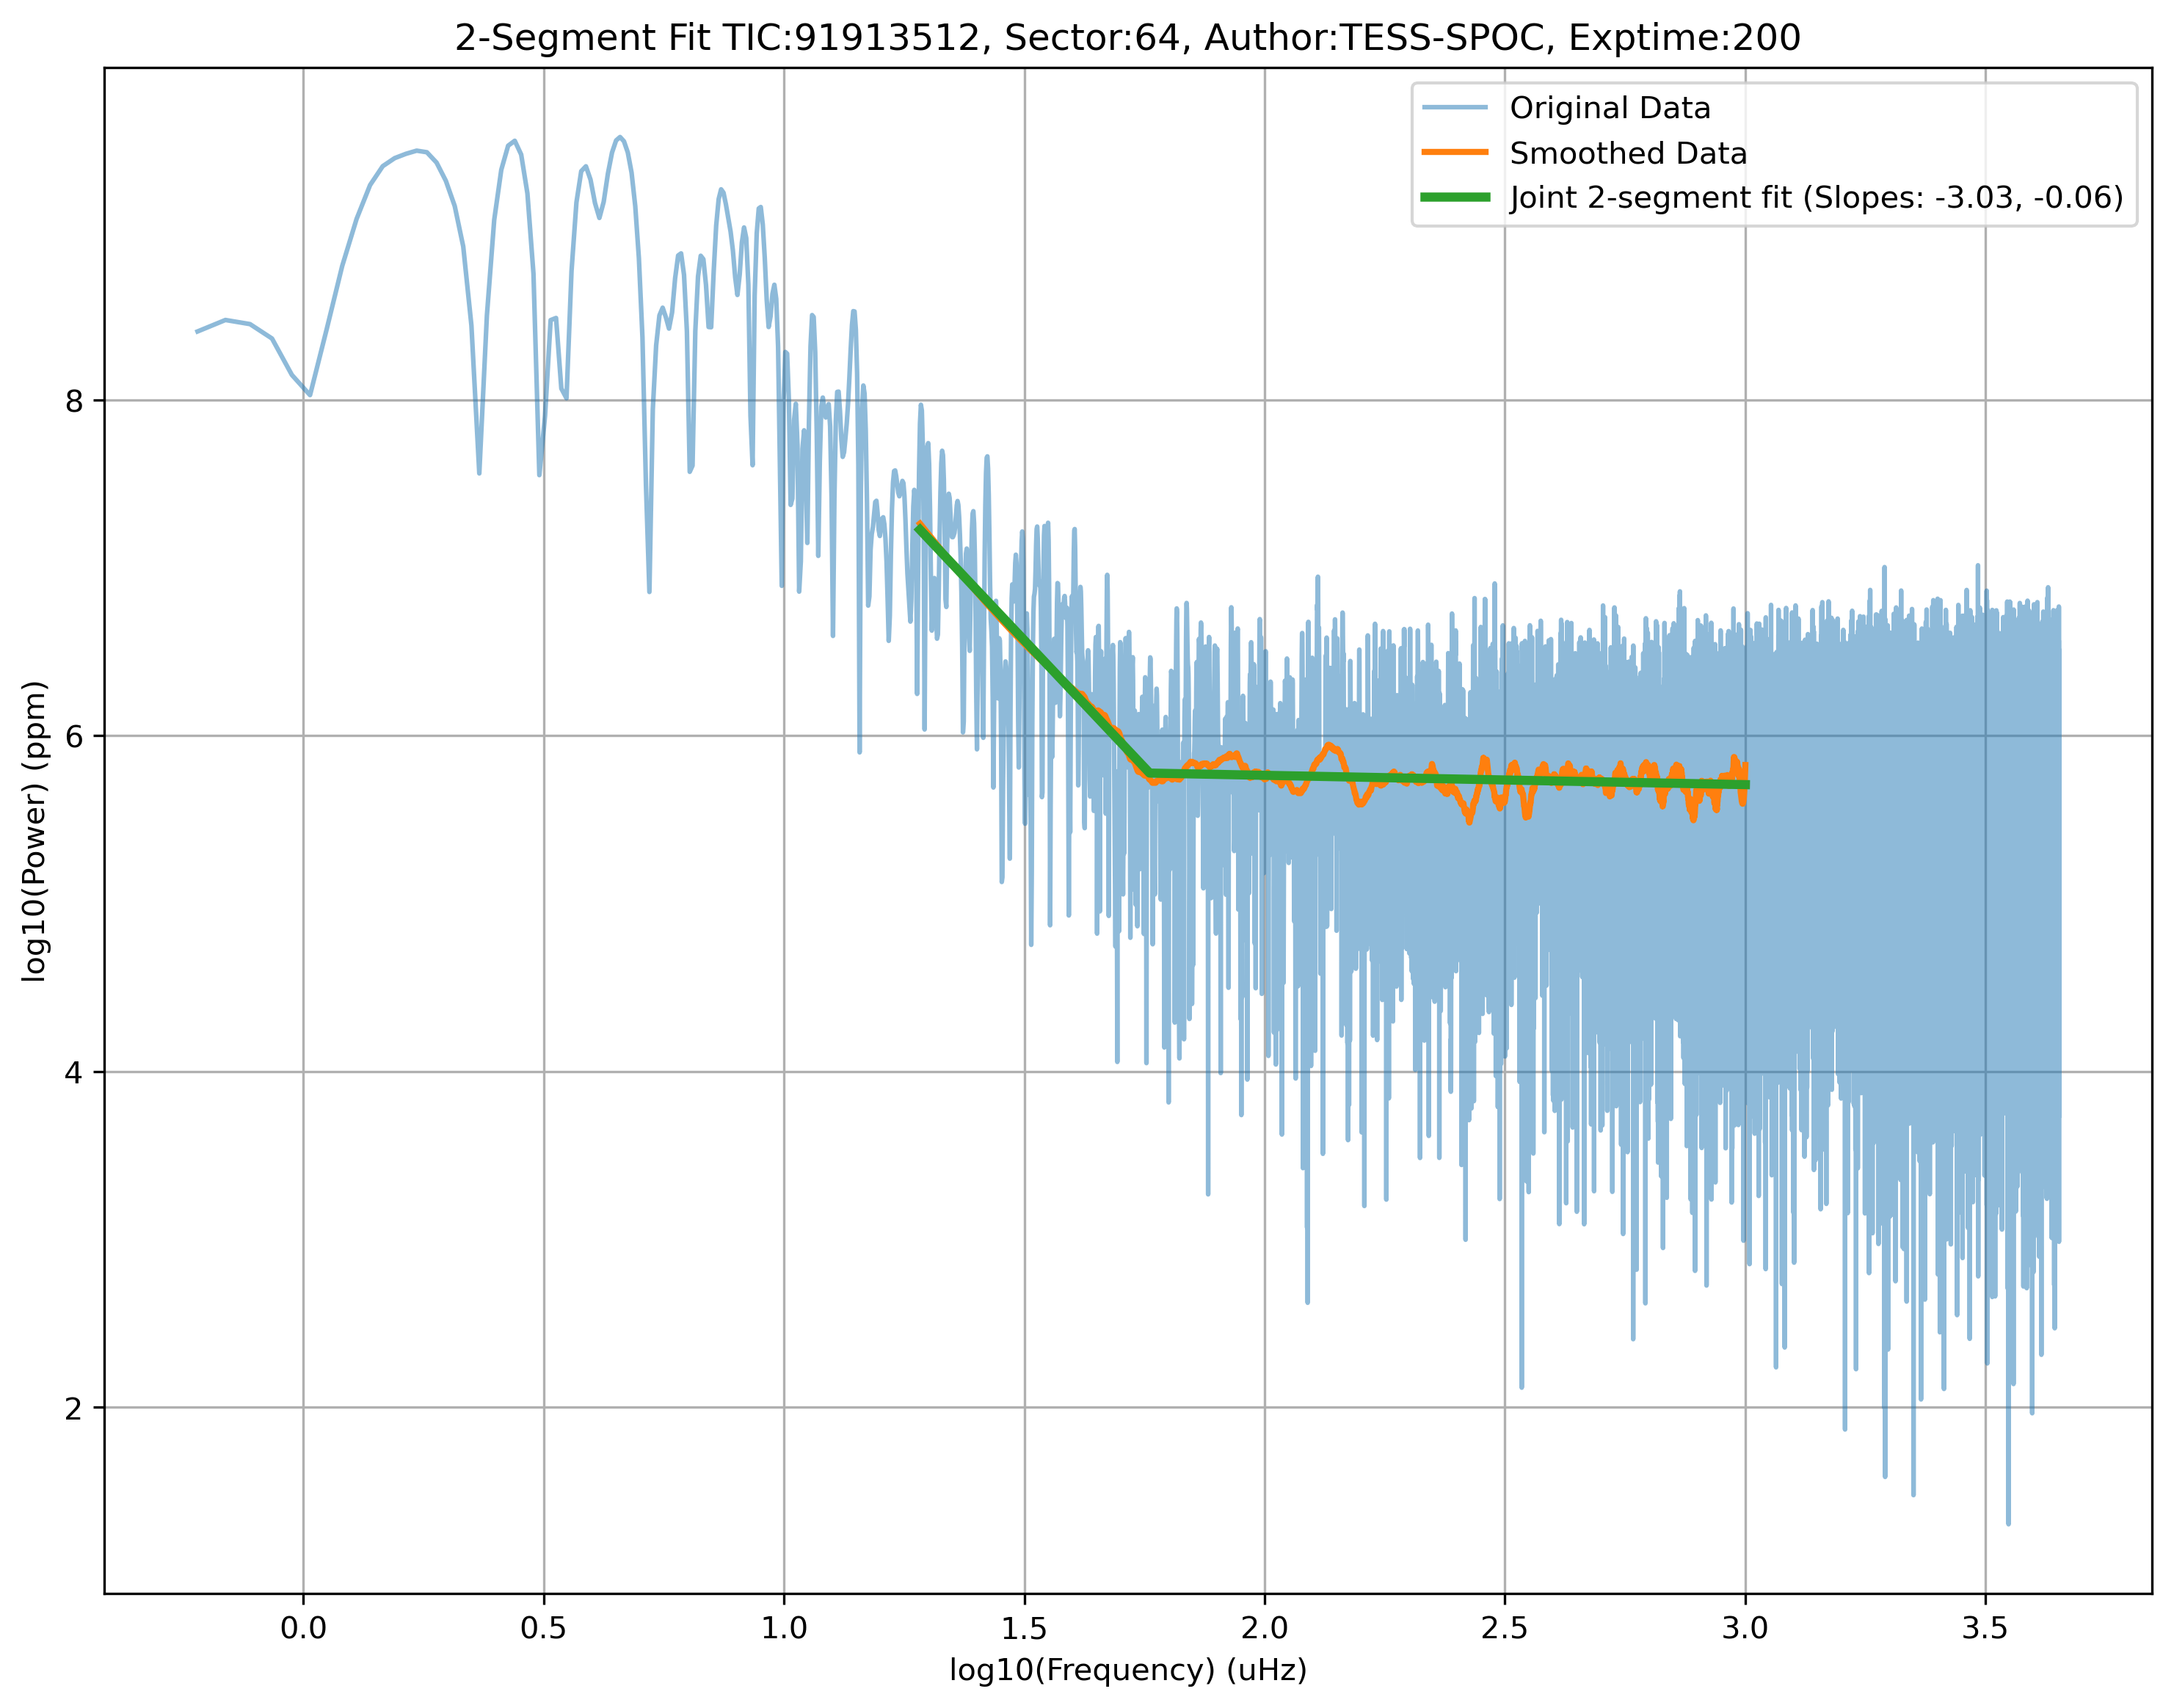 2-Segment Fit TIC:91913512, Sector:64, Author:TESS-SPOC, Exptime:200
Original Data
Smoothed Data
Joint 2-segment fit (Slopes: -3.03, -0.06)
log10(Power) (ppm)
8
6
4
2
0.0 0.5 1.0 1.5 2.0 2.5 3.0 3.5
log10(Frequency) (uHz)